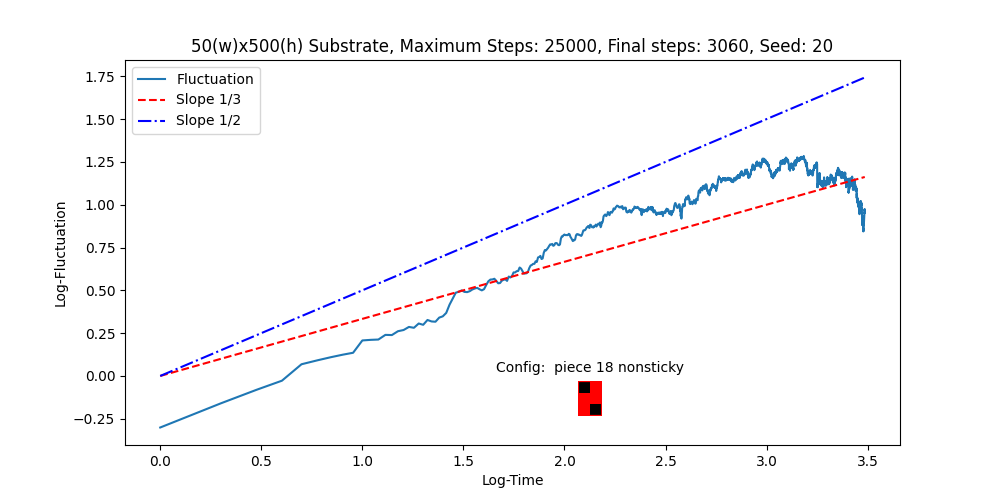 50(w)x500(h) Substrate, Maximum Steps: 25000, Final steps: 3060, Seed: 20
Fluctuation
Slope 1/3
Slope 1/2
1.75
1.50
1.25
1.00
0.75
0.50
0.25
0.00
−0.25
Log-Fluctuation
Config:  piece 18 nonsticky
0.0 0.5 1.0 1.5 2.0 2.5 3.0 3.5
Log-Time